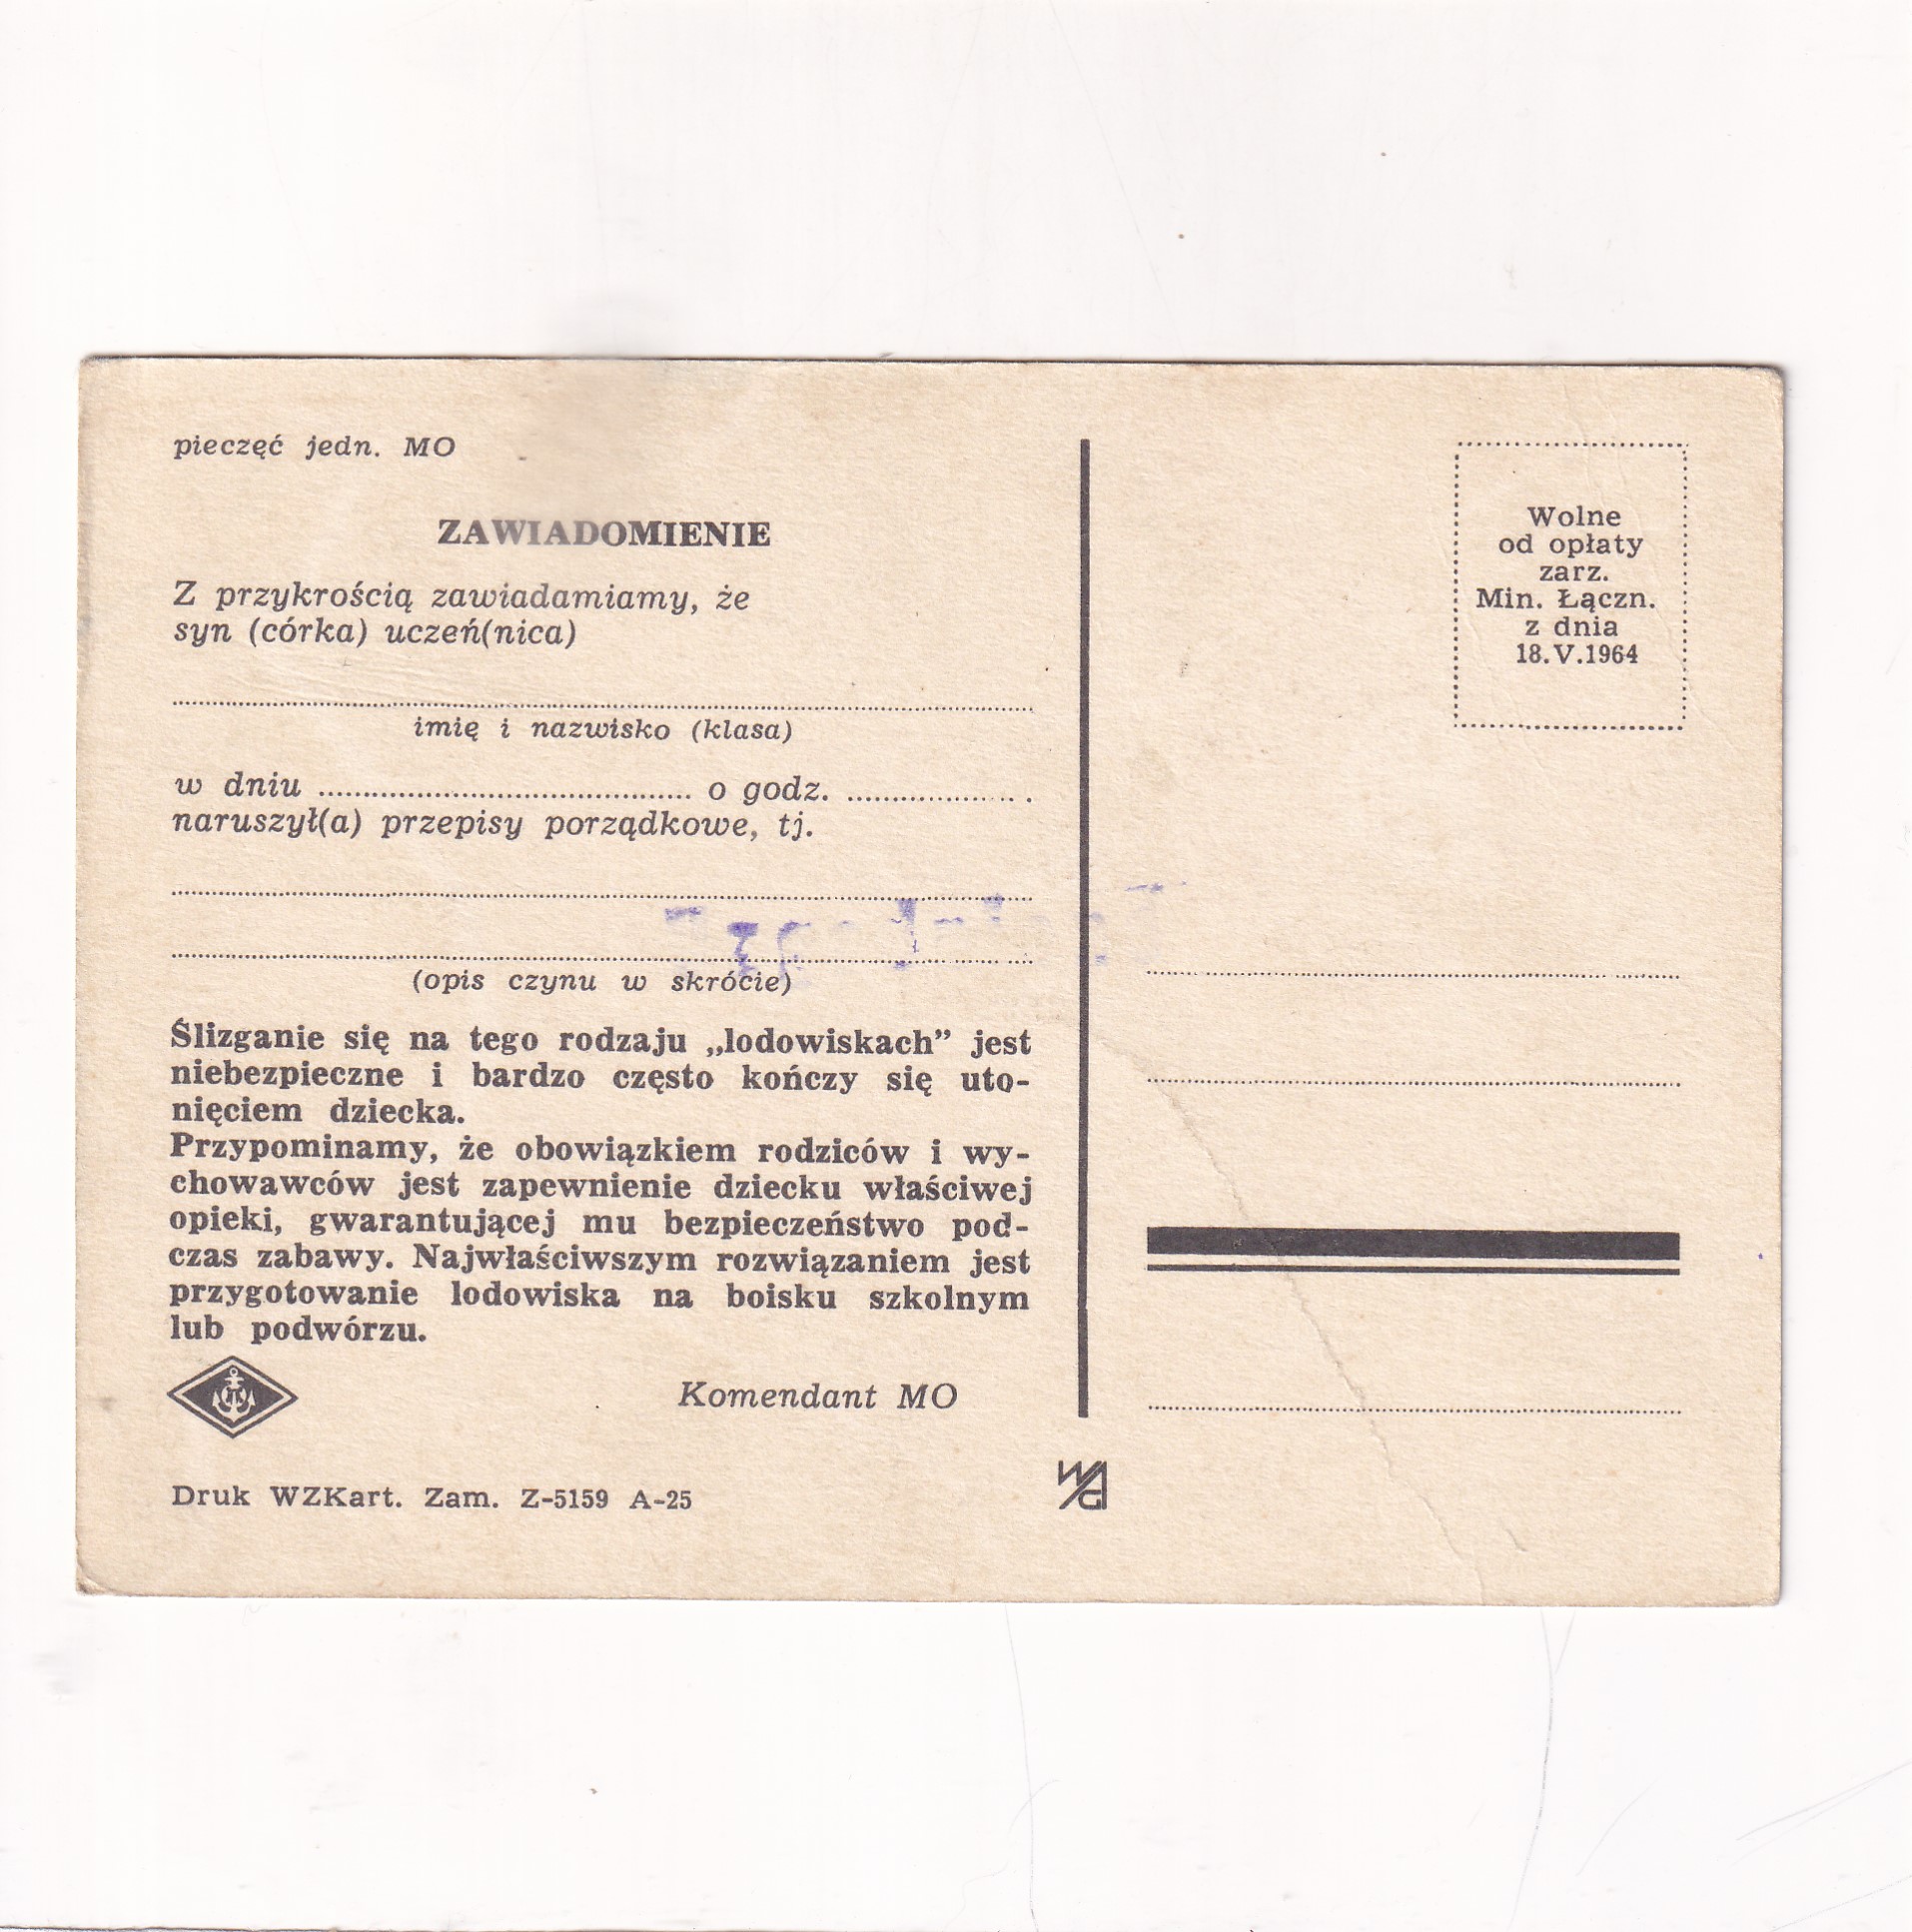 pieczęć jedn. MO
ZAWIADOMIENIE
Z przykrością zawiadamiamy, że
syn (córka) uczeń(nica)
imię i nazwisko (klasa)
w dniu ........................................ o godz. ....................
naruszył(a) przepisy porządkowe, tj.
(opis czynu w skrócie)
Ślizganie się na tego rodzaju „lodowiskach” jest
niebezpieczne i bardzo często kończy się uto-
nięciem dziecka.
Przypominamy, że obowiązkiem rodziców i wy-
chowawców jest zapewnienie dziecku właściwej
opieki, gwarantującej mu bezpieczeństwo pod-
czas zabawy. Najwłaściwszym rozwiązaniem jest
przygotowanie lodowiska na boisku szkolnym
lub podwórzu.
Komendant MO
Druk WZKart. Zam. Z-5159 A-25
WAG
Wolne
od opłaty
zarz.
Min. Łączn.
z dnia
18.V.1964